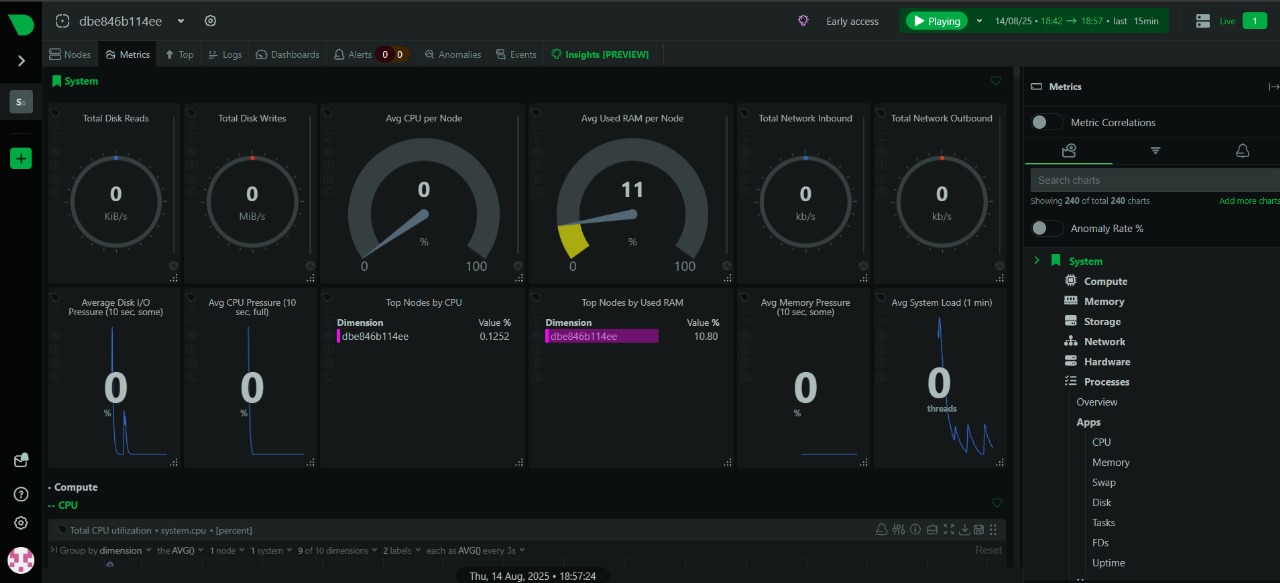 dbe846b114ee
Early access
Playing
14/08/25 • 18:42 → 18:57 • last 15min
Live
1
Nodes
Metrics
Top
Logs
Dashboards
Alerts 0 0
Anomalies
Events
Insights [PREVIEW]
System
Total Disk Reads
0
KiB/s
Total Disk Writes
0
MiB/s
Avg CPU per Node
0
%
0 100
Avg Used RAM per Node
11
%
0 100
Total Network Inbound
0
kb/s
Total Network Outbound
0
kb/s
Average Disk I/O
Pressure (10 sec, some)
0
%
Avg CPU Pressure (10
sec, full)
0
%
Top Nodes by CPU
Dimension Value %
dbe846b114ee 0.1252
Top Nodes by Used RAM
Dimension Value %
dbe846b114ee 10.80
Avg Memory Pressure
(10 sec, some)
0
%
Avg System Load (1 min)
0
threads
- Compute
-- CPU
Total CPU utilization • system.cpu • [percent]
Group by dimension the AVG() 1 node 1 system 9 of 10 dimensions 2 labels each as AVG() every 3s
Reset
Thu, 14 Aug, 2025 • 18:57:24
Metrics
Metric Correlations
Search charts
Showing 240 of total 240 charts
Add more charts
Anomaly Rate %
System
Compute
Memory
Storage
Network
Hardware
Processes
Overview
Apps
CPU
Memory
Swap
Disk
Tasks
FDs
Uptime